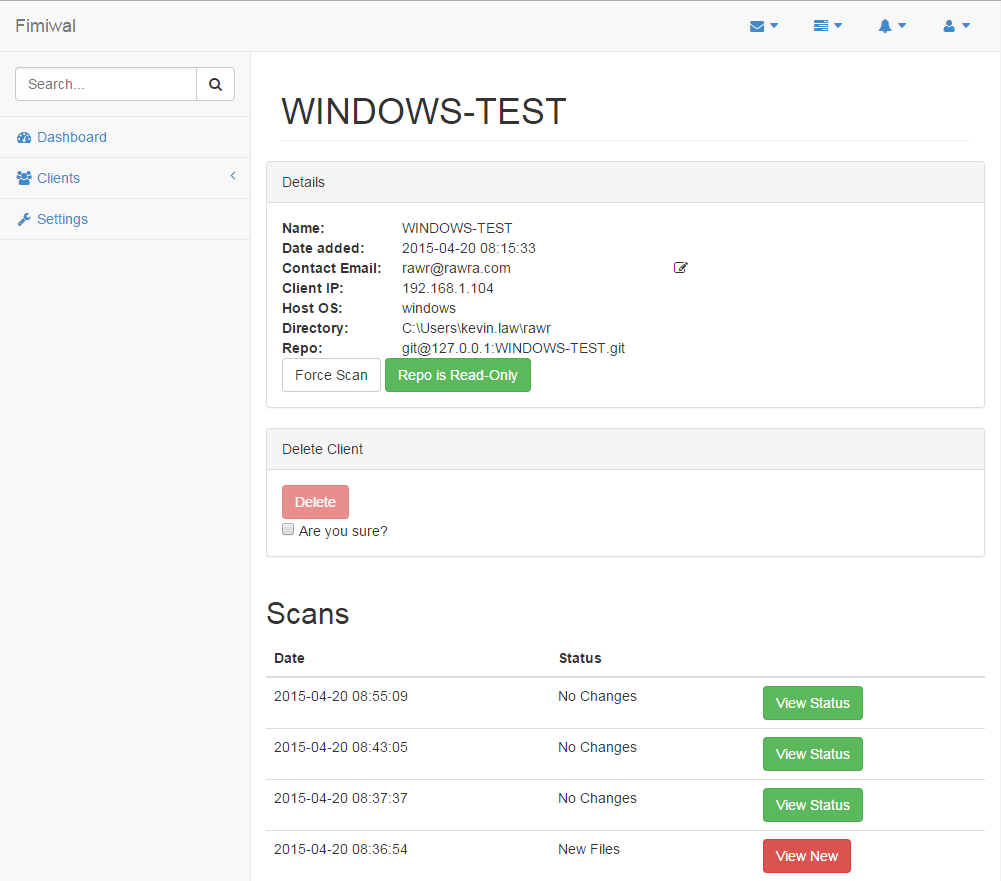 Fimiwal
Search...
Dashboard
Clients
Settings
WINDOWS-TEST
Details
Name: WINDOWS-TEST
Date added: 2015-04-20 08:15:33
Contact Email: rawr@rawra.com
Client IP: 192.168.1.104
Host OS: windows
Directory: C:\Users\kevin.law\rawr
Repo: git@127.0.0.1:WINDOWS-TEST.git
Force Scan Repo is Read-Only
Delete Client
Delete
Are you sure?
Scans
Date Status
2015-04-20 08:55:09 No Changes View Status
2015-04-20 08:43:05 No Changes View Status
2015-04-20 08:37:37 No Changes View Status
2015-04-20 08:36:54 New Files View New